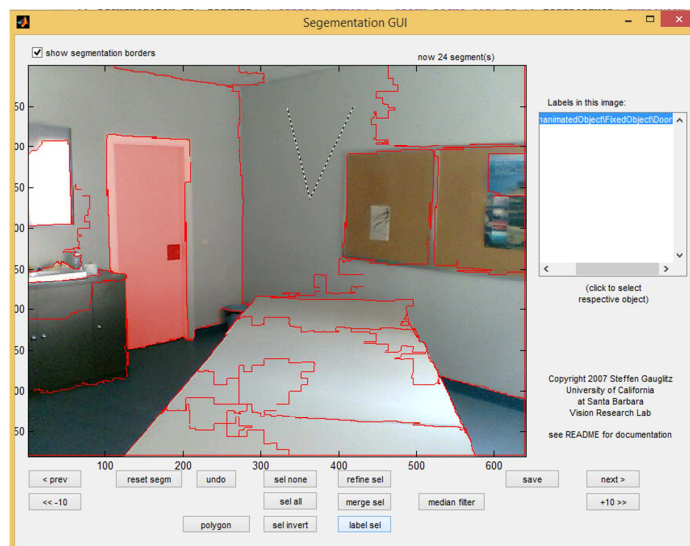 Segementation GUI
show segmentation borders
now 24 segment(s)
Labels in this image:
nanimatedObject\FixedObject\Door
(click to select
respective object)
50
00
50
00
50
00
50
00
50
100 200 300 400 500 600
Copyright 2007 Steffen Gauglitz
University of California
at Santa Barbara
Vision Research Lab
see README for documentation
< prev reset segm undo sel none refine sel save next >
<< -10 sel all merge sel median filter +10 >>
polygon sel invert label sel